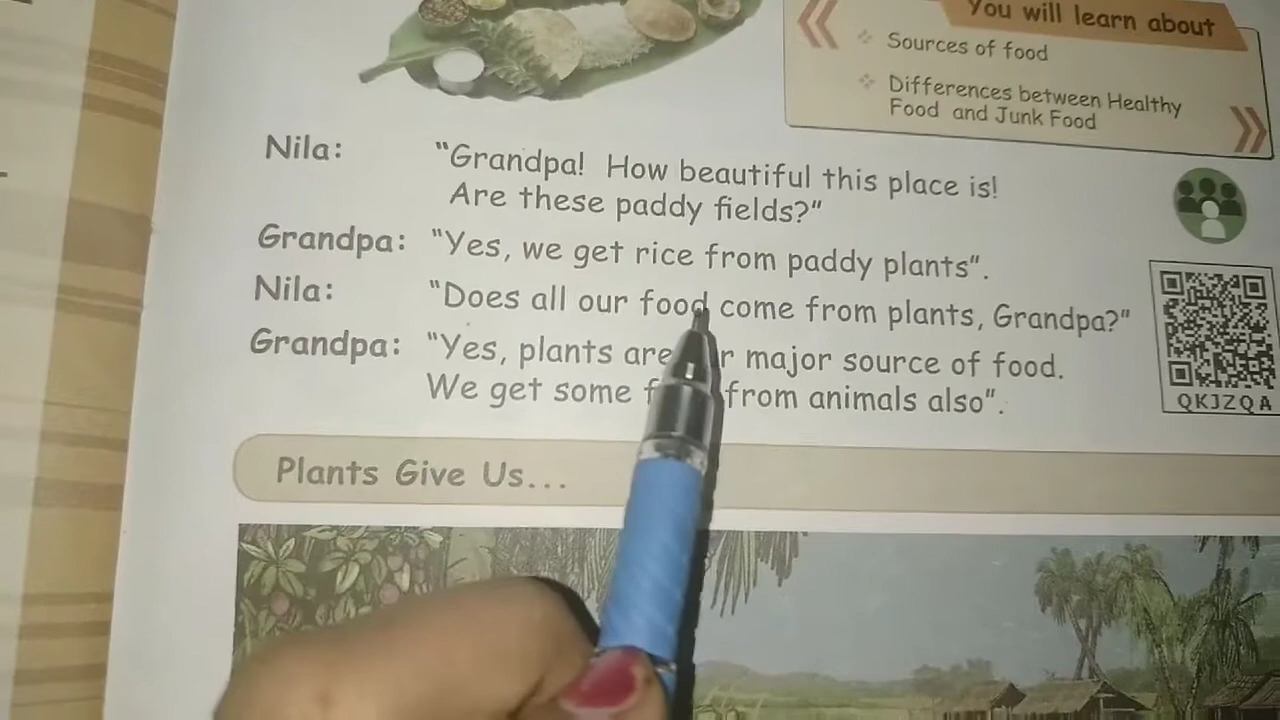 You will learn about
Sources of food
Differences between Healthy
Food and Junk Food
Nila: "Grandpa! How beautiful this place is!
Are these paddy fields?"
Grandpa: "Yes, we get rice from paddy plants".
Nila: "Does all our food come from plants, Grandpa?"
Grandpa: "Yes, plants are r major source of food.
We get some f from animals also".
QKJZQA
Plants Give Us...